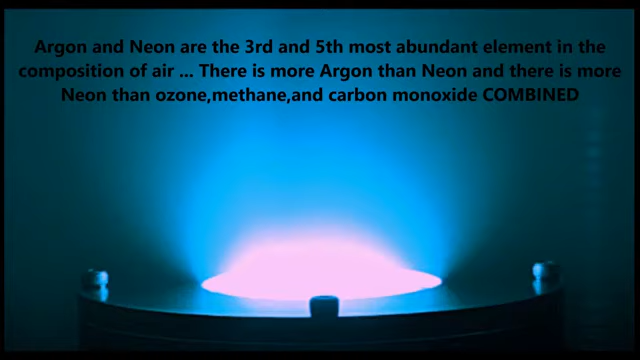 Argon and Neon are the 3rd and 5th most abundant element in the
composition of air ... There is more Argon than Neon and there is more
Neon than ozone,methane,and carbon monoxide COMBINED